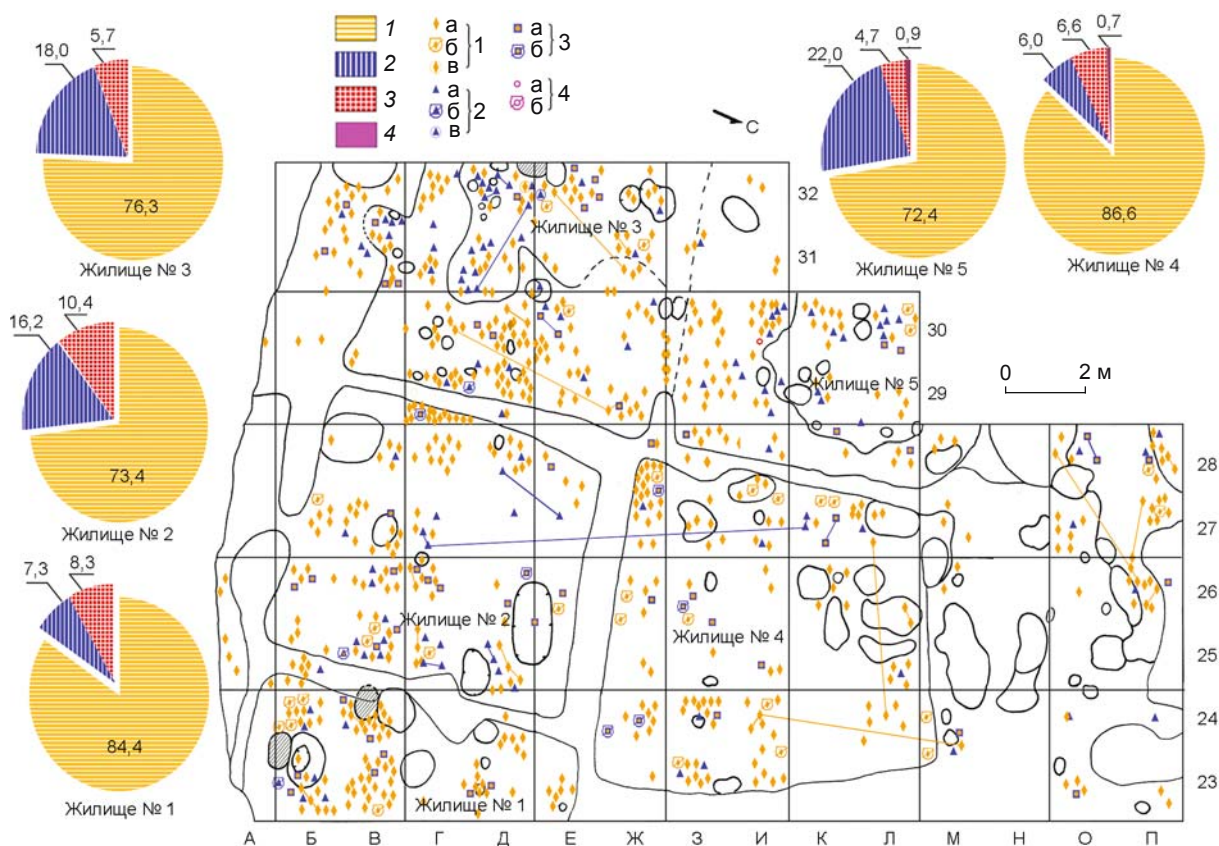 5,7
18,0
76,3
Жилище № 3
10,4
16,2
73,4
Жилище № 2
7,3 8,3
84,4
Жилище № 1
1
2
3
4
а
б
в
1
а
б
в
2
а
б
3
а
б
4
С
4,7 0,9
22,0
72,4
Жилище № 5
6,6 0,7
6,0
86,6
Жилище № 4
32
Жилище № 3
31
30
Жилище № 5
29
0 2 м
28
27
26
Жилище № 2
Жилище № 4
25
24
23
Жилище № 1
А Б В Г Д Е Ж З И К Л М Н О П